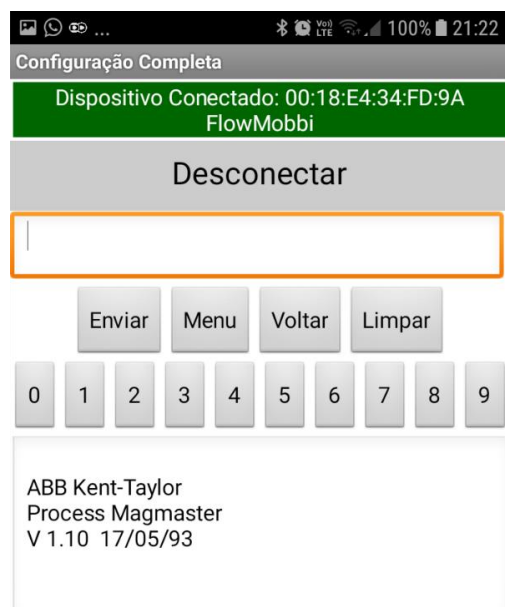 ... Voi) LTE 100% 21:22
Configuração Completa
Dispositivo Conectado: 00:18:E4:34:FD:9A
FlowMobbi
Desconectar
Enviar Menu Voltar Limpar
0 1 2 3 4 5 6 7 8 9
ABB Kent-Taylor
Process Magmaster
V 1.10 17/05/93